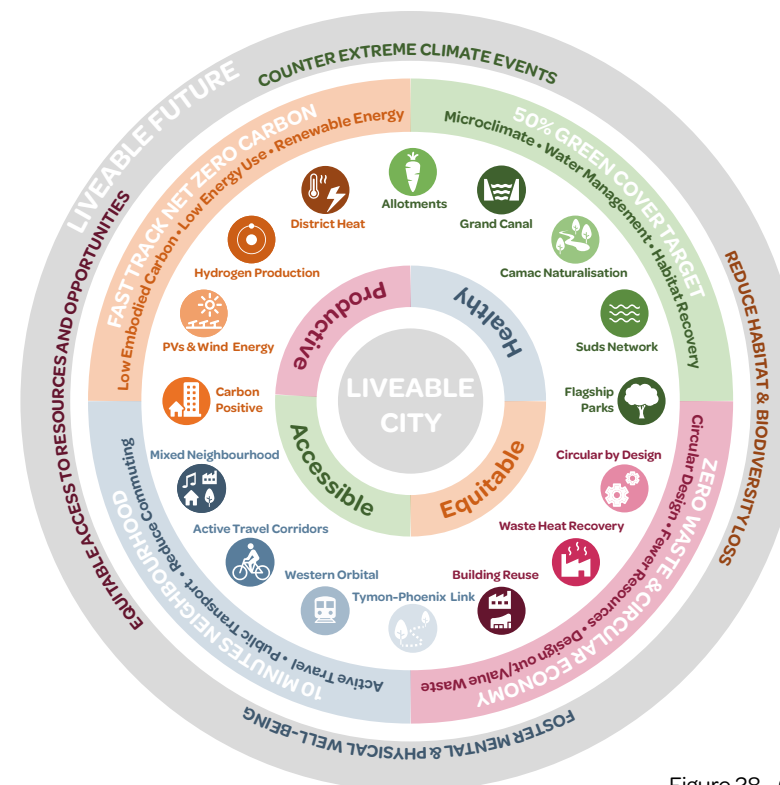 LIVEABLE FUTURE
COUNTER EXTREME CLIMATE EVENTS
REDUCE HABITAT & BIODIVERSITY LOSS
FOSTER MENTAL & PHYSICAL WELL-BEING
EQUITABLE ACCESS TO RESOURCES AND OPPORTUNITIES
FAST TRACK NET ZERO CARBON
Low Embodied Carbon • Low Energy Use • Renewable Energy
50% GREEN COVER TARGET
Microclimate • Water Management • Habitat Recovery
ZERO WASTE & CIRCULAR ECONOMY
Circular Design • Fewer Resources • Design out/Value Waste
10 MINUTES NEIGHBOURHOOD
Active Travel • Public Transport • Reduce Commuting
Allotments
Grand Canal
Camac Naturalisation
Suds Network
Flagship
Parks
Circular by Design
Waste Heat Recovery
Building Reuse
Tymon-Phoenix Link
Western Orbital
Active Travel Corridors
Mixed Neighbourhood
Carbon
Positive
PVs & Wind Energy
Hydrogen Production
District Heat
Productive
Healthy
Equitable
Accessible
LIVEABLE
CITY
Figure 28